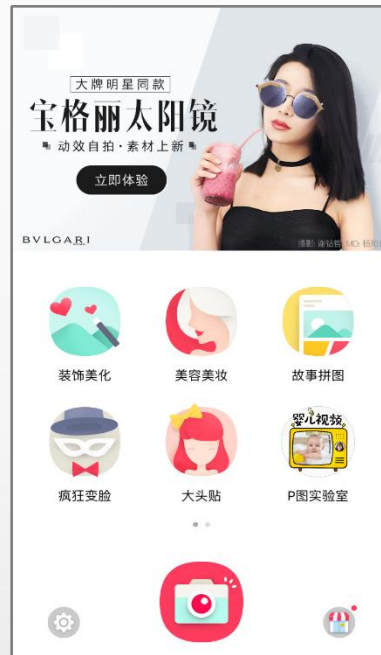 大牌明星同款
宝格丽太阳镜
动效自拍·素材上新
立即体验
BVLGARI
装饰美化
美容美妆
故事拼图
疯狂变脸
大头贴
婴儿视频
P图实验室